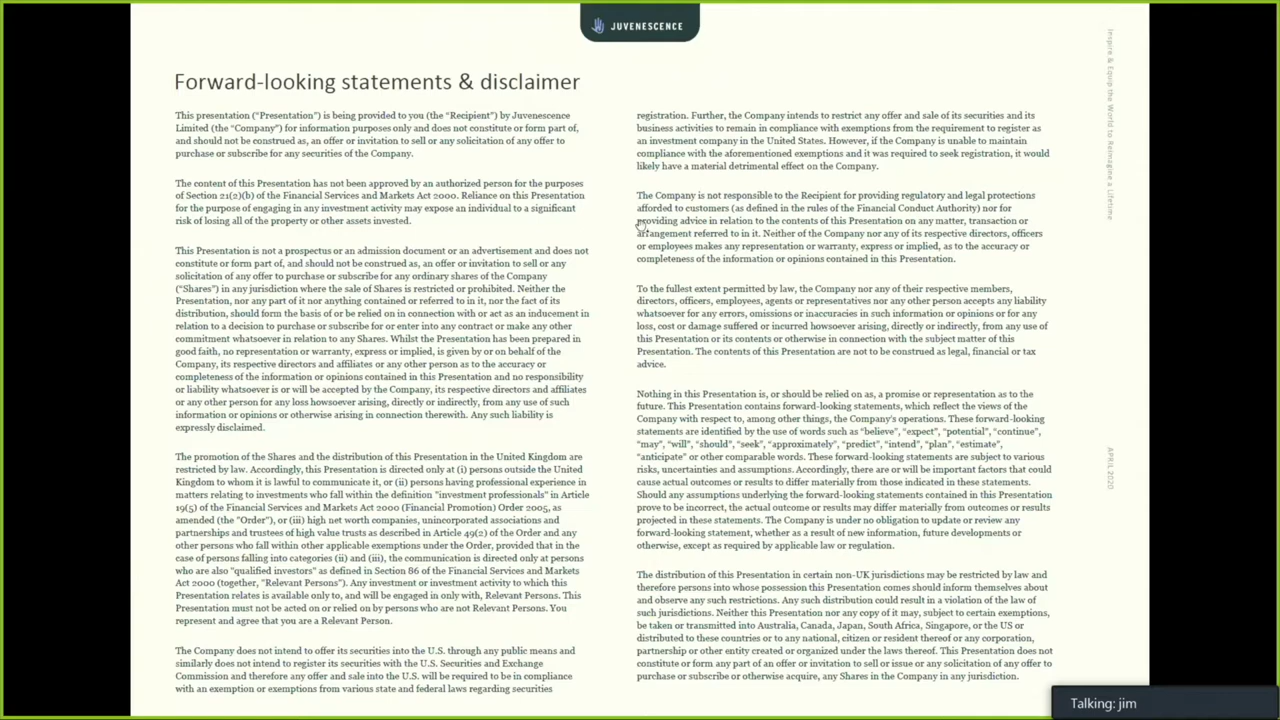 JUVENESCENCE
Forward-looking statements & disclaimer
This presentation (“Presentation”) is being provided to you (the “Recipient”) by Juvenescence
Limited (the “Company”) for information purposes only and does not constitute or form part of,
and should not be construed as, an offer or invitation to sell or any solicitation of any offer to
purchase or subscribe for any securities of the Company.
The content of this Presentation has not been approved by an authorized person for the purposes
of Section 21(2)(b) of the Financial Services and Markets Act 2000. Reliance on this Presentation
for the purpose of engaging in any investment activity may expose an individual to a significant
risk of losing all of the property or other assets invested.
This Presentation is not a prospectus or an admission document or an advertisement and does not
constitute or form part of, and should not be construed as, an offer or invitation to sell or any
solicitation of any offer to purchase or subscribe for any ordinary shares of the Company
(“Shares”) in any jurisdiction where the sale of Shares is restricted or prohibited. Neither the
Presentation, nor any part of it nor anything contained or referred to in it, nor the fact of its
distribution, should form the basis of or be relied on in connection with or act as an inducement in
relation to a decision to purchase or subscribe for or enter into any contract or make any other
commitment whatsoever in relation to any Shares. Whilst the Presentation has been prepared in
good faith, no representation or warranty, express or implied, is given by or on behalf of the
Company, its respective directors and affiliates or any other person as to the accuracy or
completeness of the information or opinions contained in this Presentation and no responsibility
or liability whatsoever is or will be accepted by the Company, its respective directors and affiliates
or any other person for any loss howsoever arising, directly or indirectly, from any use of such
information or opinions or otherwise arising in connection therewith. Any such liability is
expressly disclaimed.
The promotion of the Shares and the distribution of this Presentation in the United Kingdom are
restricted by law. Accordingly, this Presentation is directed only at (i) persons outside the United
Kingdom to whom it is lawful to communicate it, or (ii) persons having professional experience in
matters relating to investments who fall within the definition "investment professionals" in Article
19(5) of the Financial Services and Markets Act 2000 (Financial Promotion) Order 2005, as
amended (the “Order”), or (iii) high net worth companies, unincorporated associations and
partnerships and trustees of high value trusts as described in Article 49(2) of the Order and any
other persons who fall within other applicable exemptions under the Order, provided that in the
case of persons falling into categories (ii) and (iii), the communication is directed only at persons
who are also "qualified investors" as defined in Section 86 of the Financial Services and Markets
Act 2000 (together, “Relevant Persons”). Any investment or investment activity to which this
Presentation relates is available only to, and will be engaged in only with, Relevant Persons. This
Presentation must not be acted on or relied on by persons who are not Relevant Persons. You
represent and agree that you are a Relevant Person.
The Company does not intend to offer its securities into the U.S. through any public means and
similarly does not intend to register its securities with the U.S. Securities and Exchange
Commission and therefore any offer and sale into the U.S. will be required to be in compliance
with an exemption or exemptions from various state and federal laws regarding securities
registration. Further, the Company intends to restrict any offer and sale of its securities and its
business activities to remain in compliance with exemptions from the requirement to register as
an investment company in the United States. However, if the Company is unable to maintain
compliance with the aforementioned exemptions and it was required to seek registration, it would
likely have a material detrimental effect on the Company.
The Company is not responsible to the Recipient for providing regulatory and legal protections
afforded to customers (as defined in the rules of the Financial Conduct Authority) nor for
providing advice in relation to the contents of this Presentation on any matter, transaction or
arrangement referred to in it. Neither of the Company nor any of its respective directors, officers
or employees makes any representation or warranty, express or implied, as to the accuracy or
completeness of the information or opinions contained in this Presentation.
To the fullest extent permitted by law, the Company nor any of their respective members,
directors, officers, employees, agents or representatives nor any other person accepts any liability
whatsoever for any errors, omissions or inaccuracies in such information or opinions or for any
loss, cost or damage suffered or incurred howsoever arising, directly or indirectly, from any use of
this Presentation or its contents or otherwise in connection with the subject matter of this
Presentation. The contents of this Presentation are not to be construed as legal, financial or tax
advice.
Nothing in this Presentation is, or should be relied on as, a promise or representation as to the
future. This Presentation contains forward-looking statements, which reflect the views of the
Company with respect to, among other things, the Company's operations. These forward-looking
statements are identified by the use of words such as “believe”, “expect”, “potential”, “continue”,
“may”, “will”, “should”, “seek”, “approximately”, “predict”, “intend”, “plan”, “estimate”,
“anticipate” or other comparable words. These forward-looking statements are subject to various
risks, uncertainties and assumptions. Accordingly, there are or will be important factors that could
cause actual outcomes or results to differ materially from those indicated in these statements.
Should any assumptions underlying the forward-looking statements contained in this Presentation
prove to be incorrect, the actual outcome or results may differ materially from outcomes or results
projected in these statements. The Company is under no obligation to update or review any
forward-looking statement, whether as a result of new information, future developments or
otherwise, except as required by applicable law or regulation.
The distribution of this Presentation in certain non-UK jurisdictions may be restricted by law and
therefore persons into whose possession this Presentation comes should inform themselves about
and observe any such restrictions. Any such distribution could result in a violation of the law of
such jurisdictions. Neither this Presentation nor any copy of it may, subject to certain exemptions,
be taken or transmitted into Australia, Canada, Japan, South Africa, Singapore, or the US or
distributed to these countries or to any national, citizen or resident thereof or any corporation,
partnership or other entity created or organized under the laws thereof. This Presentation does not
constitute or form any part of an offer or invitation to sell or issue or any solicitation of any offer to
purchase or subscribe or otherwise acquire, any Shares in the Company in any jurisdiction.
Inspire & Equip the World to Reimagine a Lifetime
APRIL 2020
Talking: jim